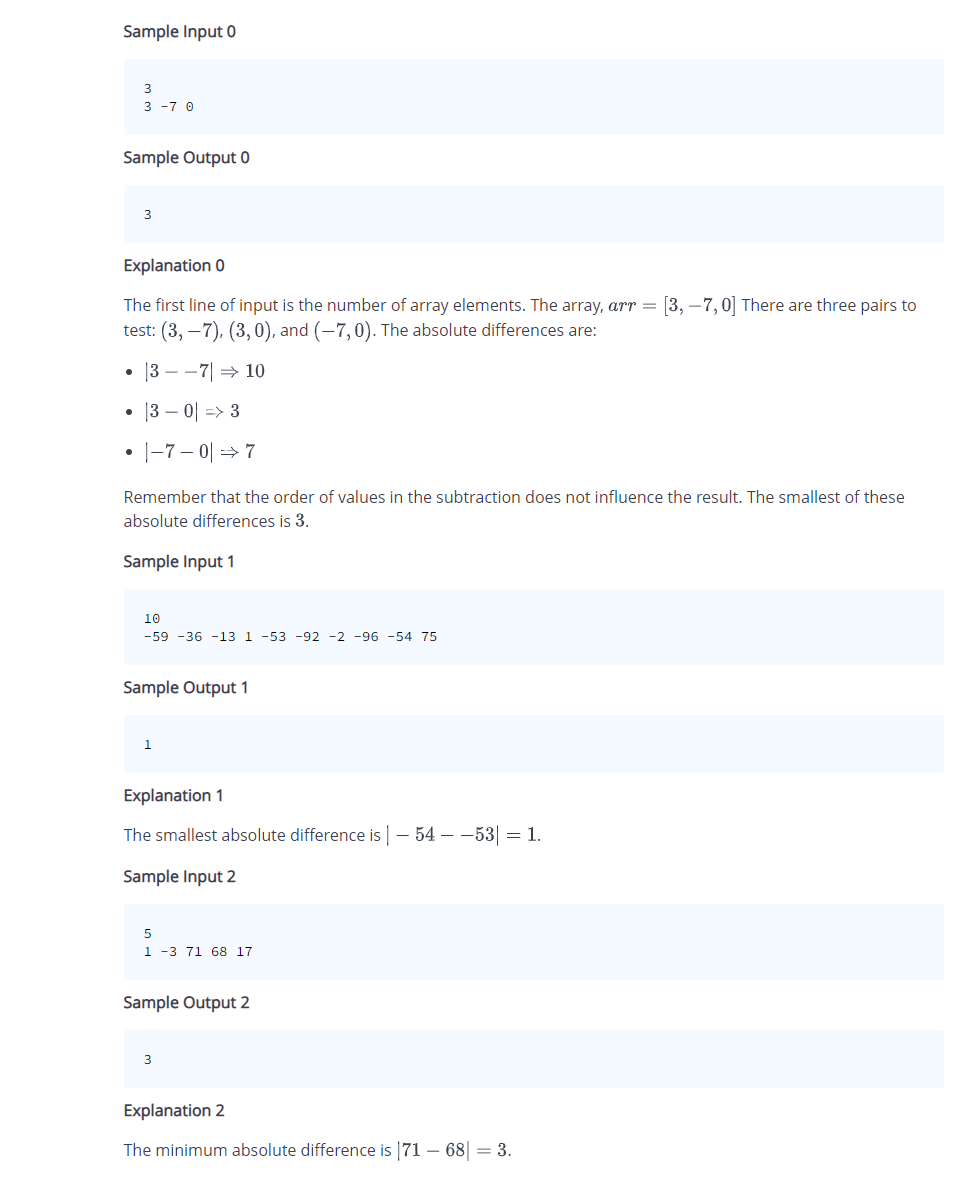 Sample Input 0
3
3 -7 0
Sample Output 0
3
Explanation 0
The first line of input is the number of array elements. The array, arr = [3, −7, 0] There are three pairs to
test: (3, −7), (3, 0), and (−7, 0). The absolute differences are:
• |3 − −7| ⇒ 10
• |3 − 0| => 3
• |−7 − 0| ⇒ 7
Remember that the order of values in the subtraction does not influence the result. The smallest of these
absolute differences is 3.
Sample Input 1
10
-59 -36 -13 1 -53 -92 -2 -96 -54 75
Sample Output 1
1
Explanation 1
The smallest absolute difference is | − 54 − −53| = 1.
Sample Input 2
5
1 -3 71 68 17
Sample Output 2
3
Explanation 2
The minimum absolute difference is |71 − 68| = 3.